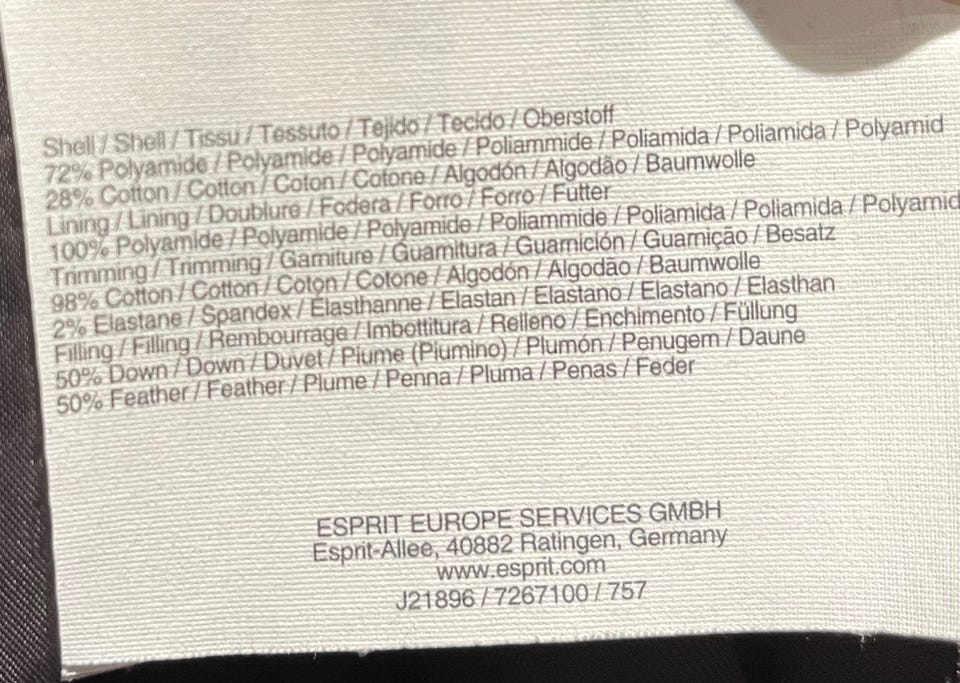 Shell / Shell / Tissu / Tessuto / Tejido / Tecido / Oberstoff
72% Polyamide / Polyamide / Polyamide / Poliammide / Poliamida / Poliamida / Polyamid
28% Cotton / Cotton / Coton / Cotone / Algodón / Algodão / Baumwolle
Lining / Lining / Doublure / Fodera / Forro / Forro / Futter
100% Polyamide / Polyamide / Polyamide / Poliammide / Poliamida / Poliamida / Polyamid
Trimming / Trimming / Garniture / Guarnitura / Guarnición / Guarnição / Besatz
98% Cotton / Cotton / Coton / Cotone / Algodón / Algodão / Baumwolle
2% Elastane / Spandex / Élasthanne / Elastan / Elastano / Elastano / Elasthan
Filling / Filling / Rembourrage / Imbottitura / Relleno / Enchimento / Füllung
50% Down / Down / Duvet / Piume (Piumino) / Plumón / Penugem / Daune
50% Feather / Feather / Plume / Penna / Pluma / Penas / Feder
ESPRIT EUROPE SERVICES GMBH
Esprit-Allee, 40882 Ratingen, Germany
www.esprit.com
J21896 / 7267100 / 757